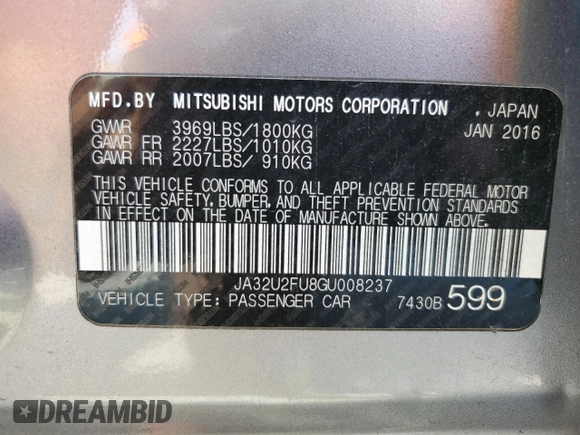 MFD.BY MITSUBISHI MOTORS CORPORATION . JAPAN
GVWR 3969LBS/1800KG JAN 2016
GAWR FR 2227LBS/1010KG
GAWR RR 2007LBS/ 910KG
THIS VEHICLE CONFORMS TO ALL APPLICABLE FEDERAL MOTOR
VEHICLE SAFETY, BUMPER, AND THEFT PREVENTION STANDARDS
IN EFFECT ON THE DATE OF MANUFACTURE SHOWN ABOVE.
JA32U2FU8GU008237
VEHICLE TYPE: PASSENGER CAR 7430B 599
DREAMBID